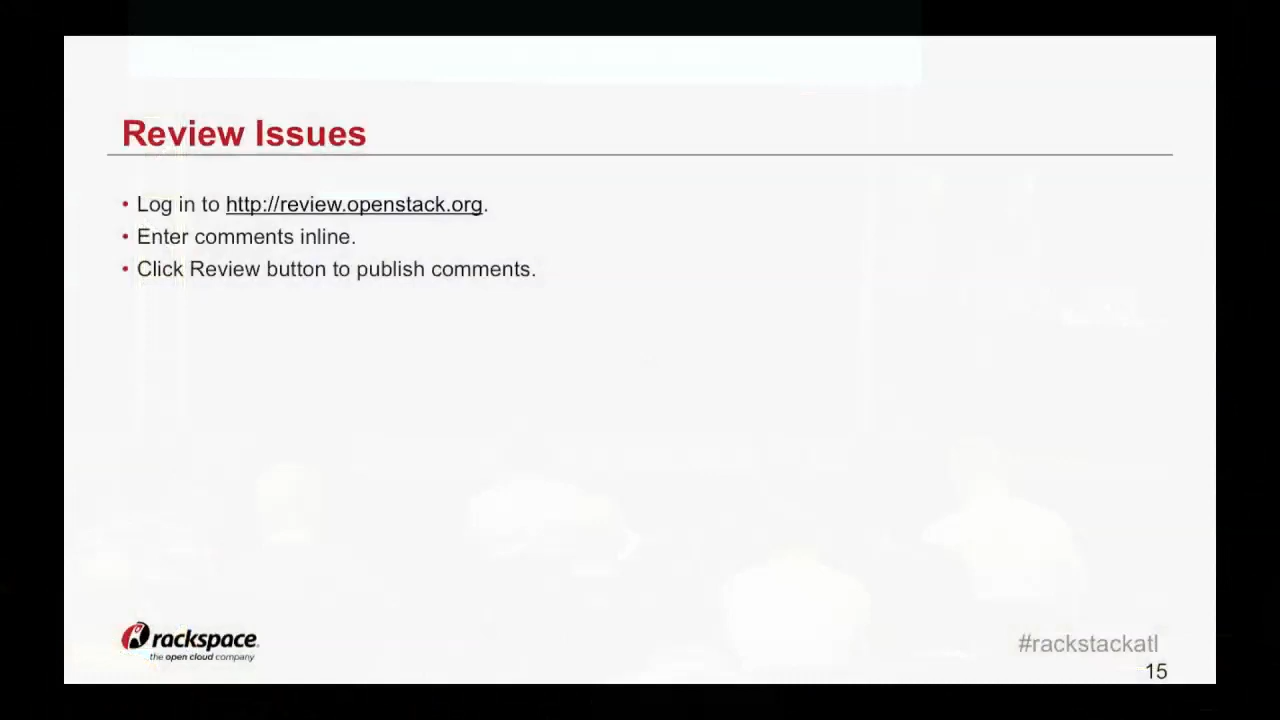 Review Issues
• Log in to http://review.openstack.org.
• Enter comments inline.
• Click Review button to publish comments.
rackspace.
the open cloud company
#rackstackatl
15